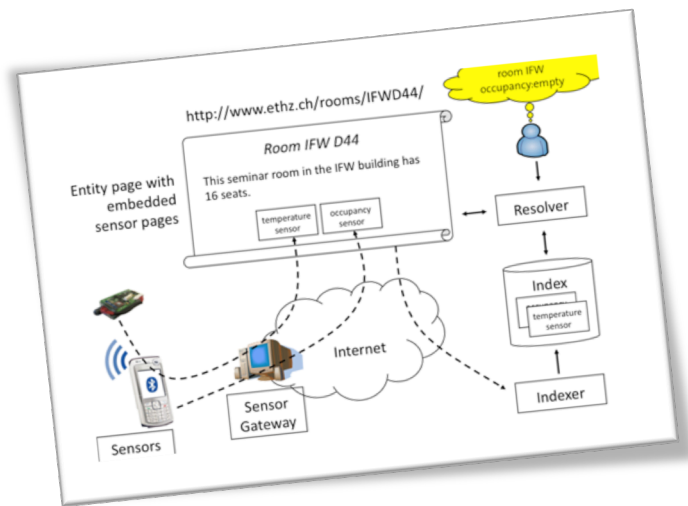 room IFW
occupancy:empty
http://www.ethz.ch/rooms/IFWD44/
Room IFW D44
This seminar room in the IFW building has
16 seats.
Entity page with
embedded
sensor pages
temperature
sensor
occupancy
sensor
Resolver
Index
temperature
sensor
Internet
Indexer
Sensor
Gateway
Sensors